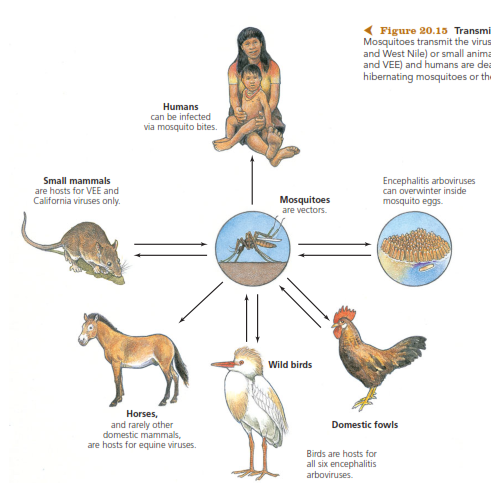 Figure 20.15 Transmi
Mosquitoes transmit the virus
and West Nile) or small anima
and VEE) and humans are dea
hibernating mosquitoes or the
Humans
can be infected
via mosquito bites.
Small mammals
are hosts for VEE and
California viruses only.
Mosquitoes
are vectors.
Encephalitis arboviruses
can overwinter inside
mosquito eggs.
Wild birds
Horses,
and rarely other
domestic mammals,
are hosts for equine viruses.
Domestic fowls
Birds are hosts for
all six encephalitis
arboviruses.